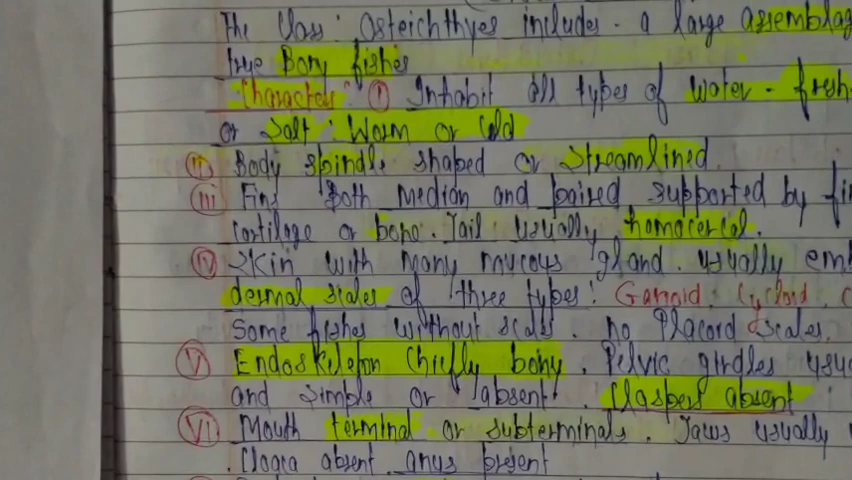 The Class: Osteichthyes includes - a large assemblag
true Bony fishes
Character: (i) Inhabit all types of water - fresh
or Salt: Warm or Cold
(ii) Body spindle shaped or Streamlined.
(iii) Fins Both Median and paired supported by fin
cartilage or bone. Tail usually homocercal.
(iv) Skin with Many mucous gland. usually emb
dermal scales of three types: Ganoid, Cycloid, C
Some fishes without scales. no Placoid scales.
(v) Endoskeleton Chiefly bony. Pelvic girdles usu
and simple or absent. Claspers absent
(vi) Mouth termind or subterminals. Jaws usually
. Cloaca absent. anus present